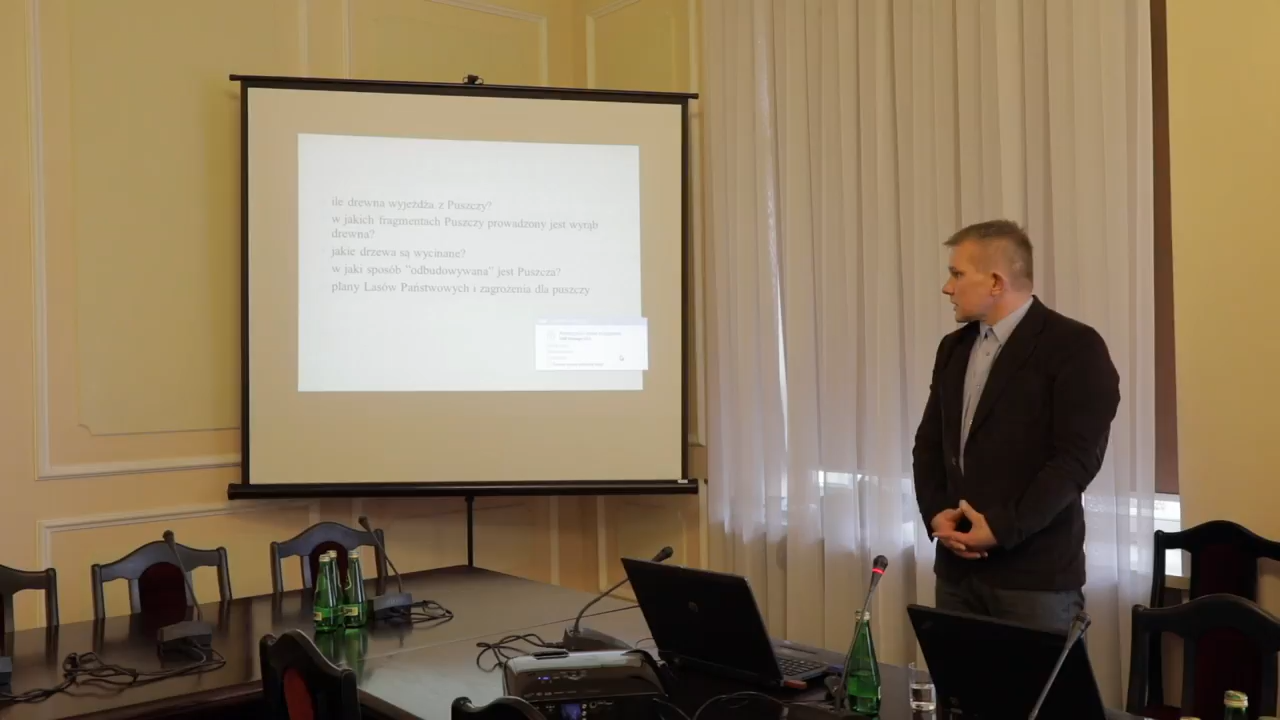 ile drewna wyjeżdża z Puszczy?
w jakich fragmentach Puszczy prowadzony jest wyrąb
drewna?
jakie drzewa są wycinane?
w jaki sposób "odbudowywana" jest Puszcza?
plany Lasów Państwowych i zagrożenia dla puszczy